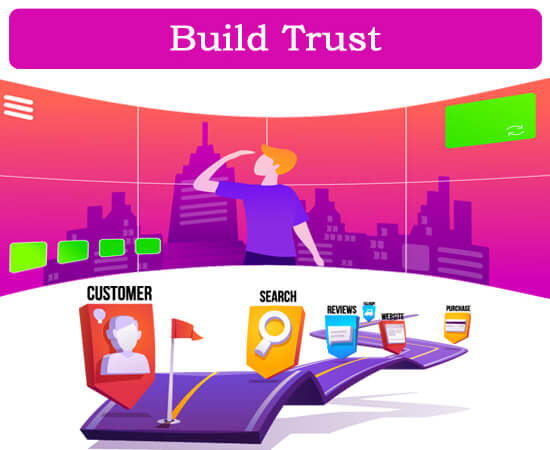 Build Trust
CUSTOMER
SEARCH
REVIEWS
WEBSITE
PURCHASE